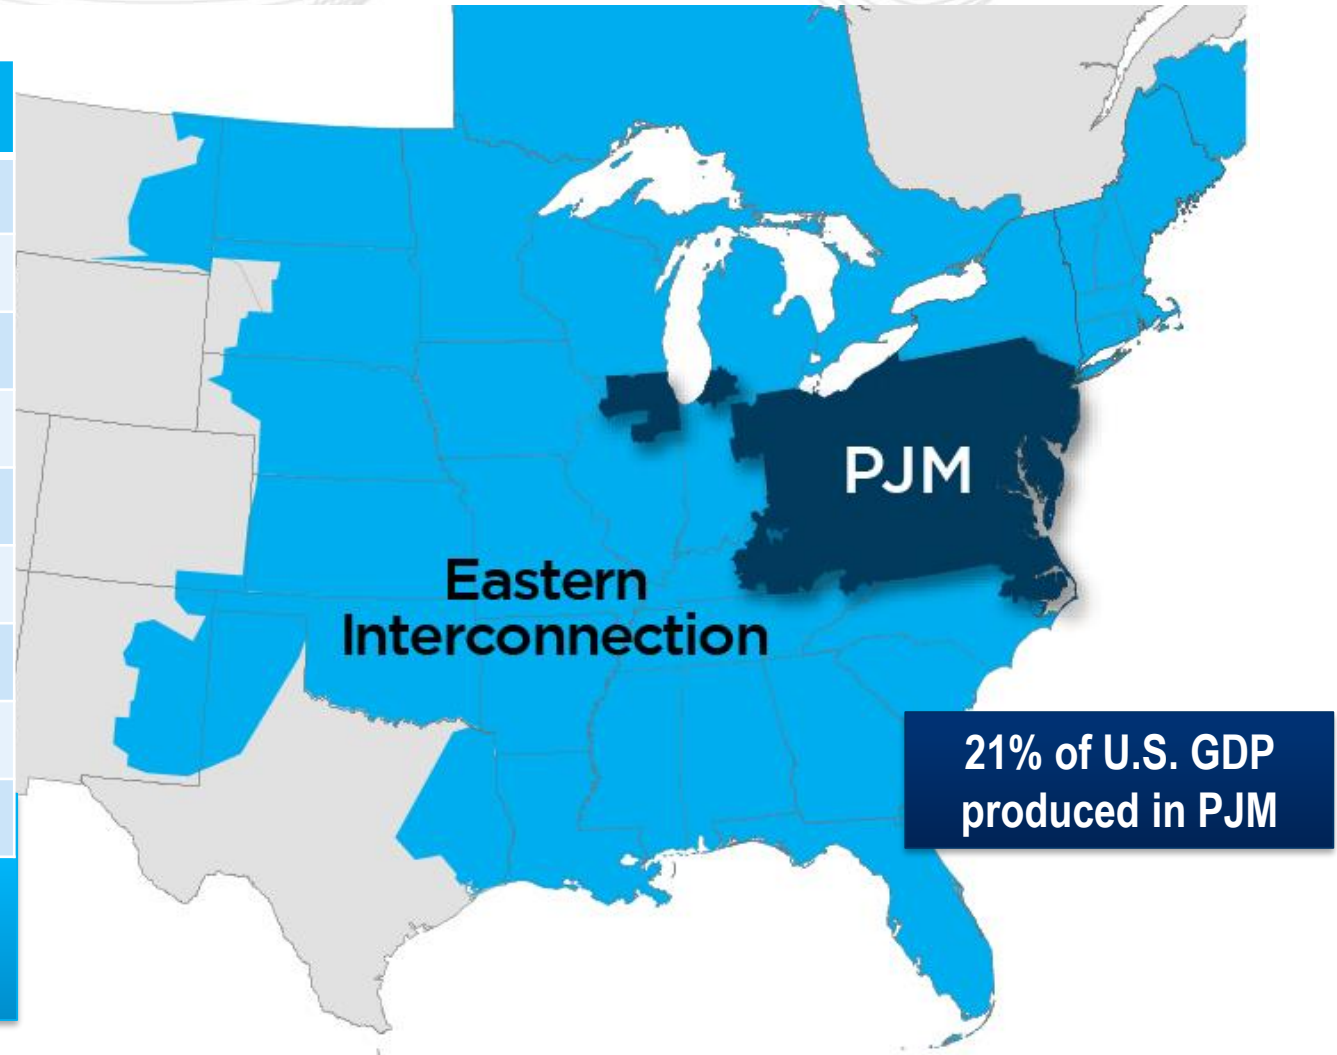 PJM
Eastern
Interconnection
21% of U.S. GDP
produced in PJM